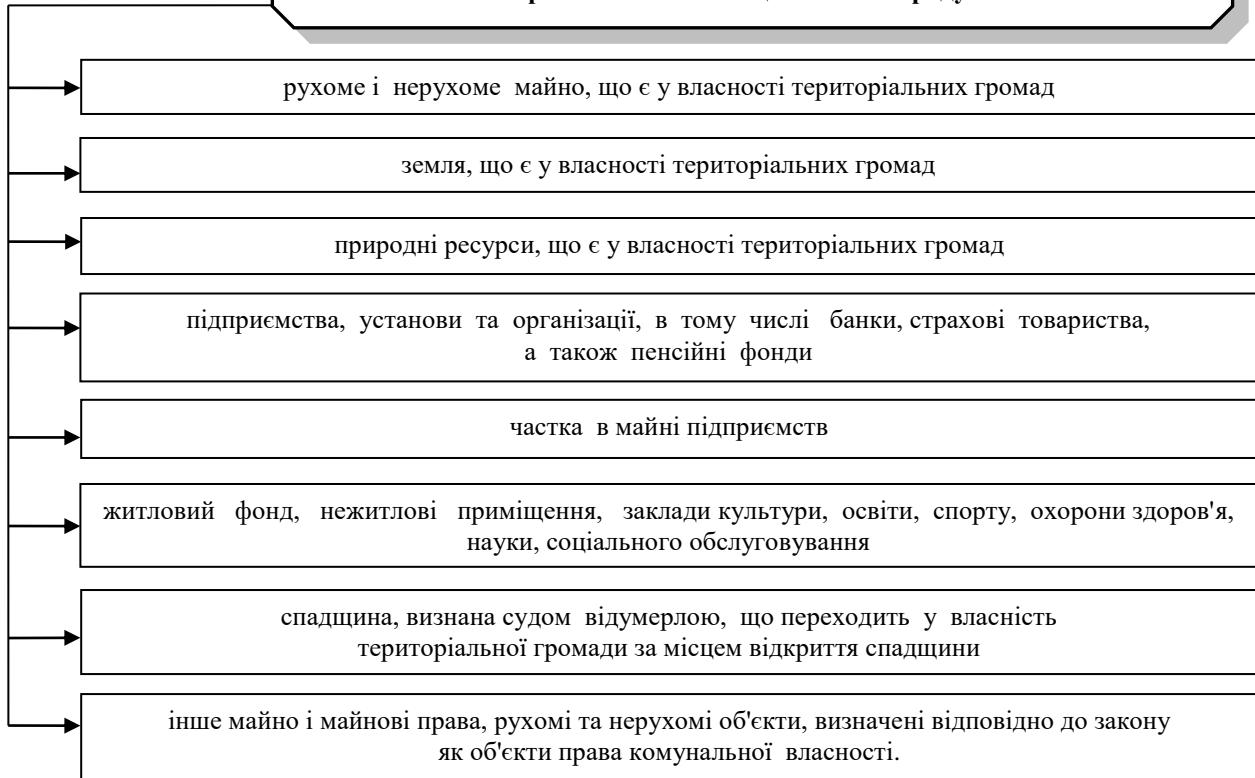 рухоме і нерухоме майно, що є у власності територіальних громад
земля, що є у власності територіальних громад
природні ресурси, що є у власності територіальних громад
підприємства, установи та організації, в тому числі банки, страхові товариства,
а також пенсійні фонди
частка в майні підприємств
житловий фонд, нежитлові приміщення, заклади культури, освіти, спорту, охорони здоров'я,
науки, соціального обслуговування
спадщина, визнана судом відумерлою, що переходить у власність
територіальної громади за місцем відкриття спадщини
інше майно і майнові права, рухомі та нерухомі об'єкти, визначені відповідно до закону
як об'єкти права комунальної власності.